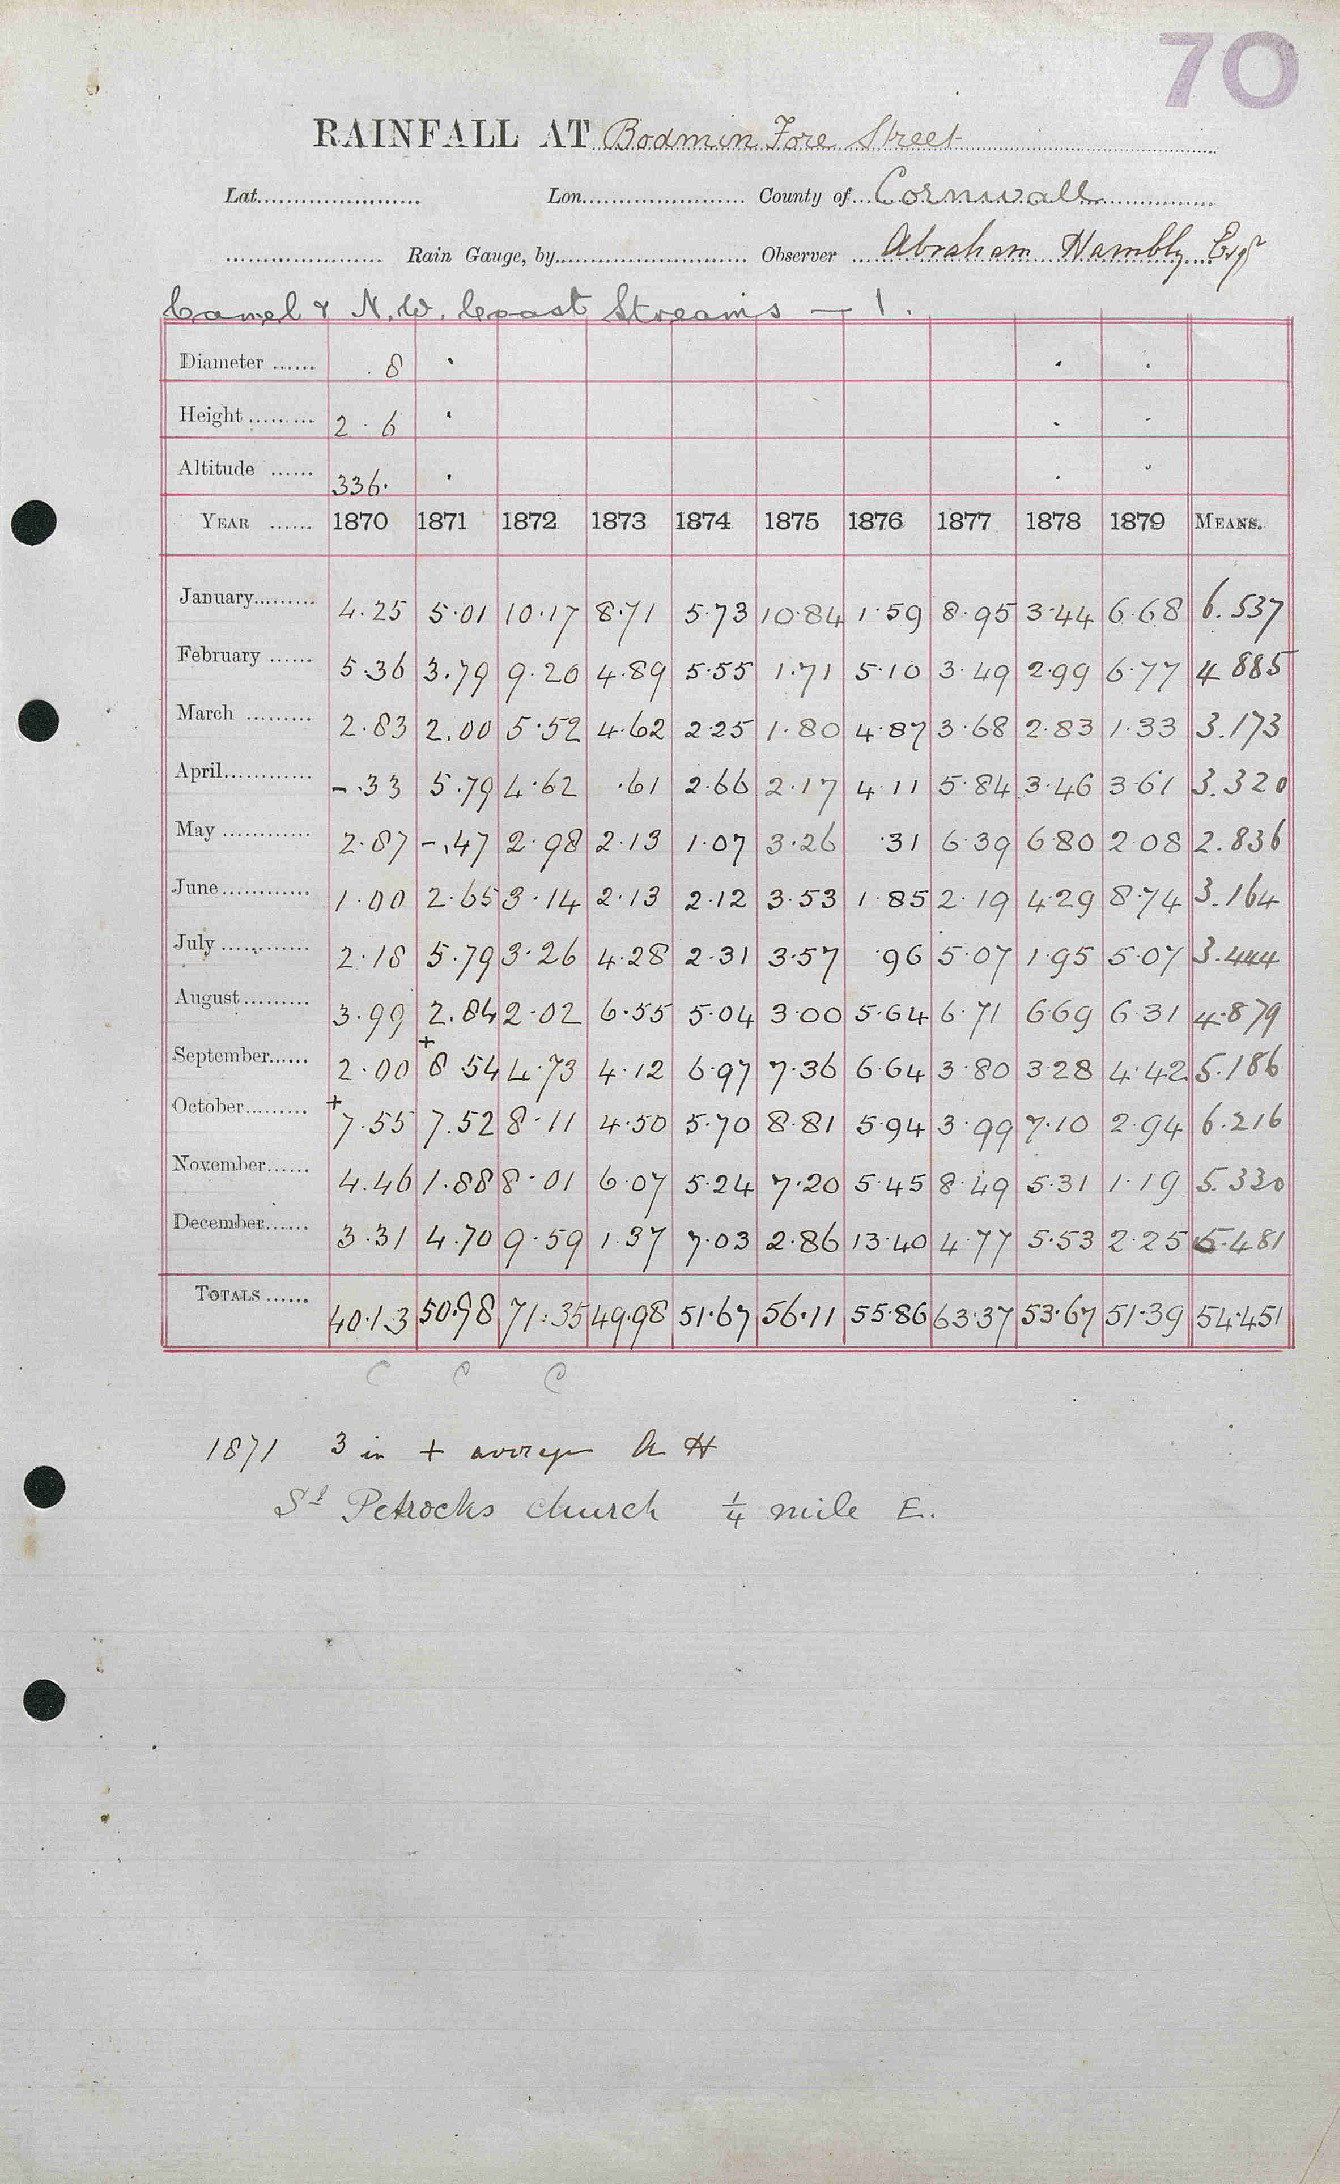 70
RAINFALL AT Bodmin Fore Street
Lat. Lon. County of Cornwall
Rain Gauge, by Observer Abraham Hambly Esqr
Camel & N.W. Coast Streams — 1.
Diameter 8 · · ·
Height 2.6 · · ·
Altitude 336. · · ·
YEAR 1870 1871 1872 1873 1874 1875 1876 1877 1878 1879 MEANS.
January 4.25 5.01 10.17 8.71 5.73 10.84 1.59 8.95 3.44 6.68 6.537
February 5.36 3.79 9.20 4.89 5.55 1.71 5.10 3.49 2.99 6.77 4.885
March 2.83 2.00 5.52 4.62 2.25 1.80 4.87 3.68 2.83 1.33 3.173
April -.33 5.79 4.62 .61 2.66 2.17 4.11 5.84 3.46 3.61 3.320
May 2.87 -.47 2.98 2.13 1.07 3.26 .31 6.39 6.80 2.08 2.836
June 1.00 2.65 3.14 2.13 2.12 3.53 1.85 2.19 4.29 8.74 3.164
July 2.18 5.79 3.26 4.28 2.31 3.57 .96 5.07 1.95 5.07 3.444
August 3.99 2.84 2.02 6.55 5.04 3.00 5.64 6.71 6.69 6.31 4.879
September 2.00 +8.54 4.73 4.12 6.97 7.36 6.64 3.80 3.28 4.42 5.186
October +7.55 7.52 8.11 4.50 5.70 8.81 5.94 3.99 7.10 2.94 6.216
November 4.46 1.88 8.01 6.07 5.24 7.20 5.45 8.49 5.31 1.19 5.330
December 3.31 4.70 9.59 1.37 7.03 2.86 13.40 4.77 5.53 2.25 5.481
TOTALS 40.13 50.98 71.35 49.98 51.67 56.11 55.86 63.37 53.67 51.39 54.451
C C C
1871 3 in + average A H
St Petrocks church 1/4 mile E.